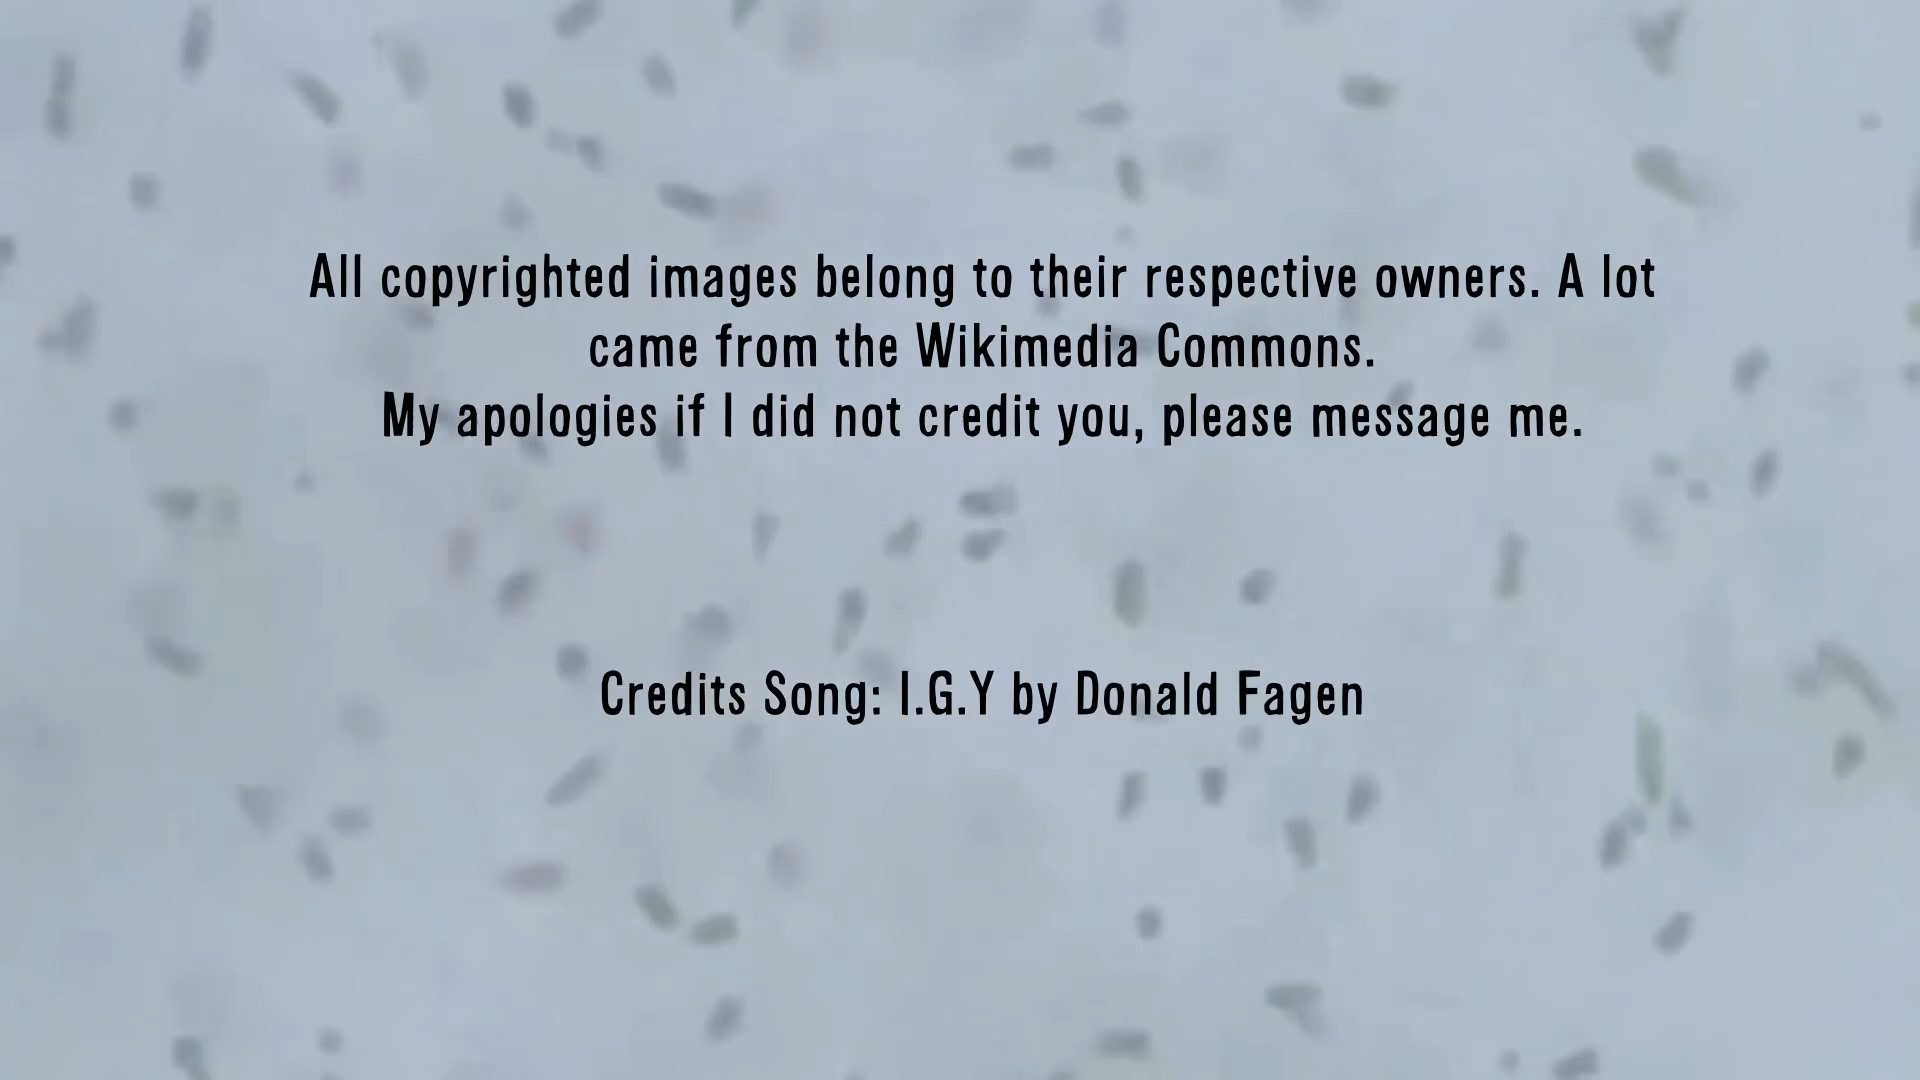 All copyrighted images belong to their respective owners. A lot
came from the Wikimedia Commons.
My apologies if I did not credit you, please message me.
Credits Song: I.G.Y by Donald Fagen